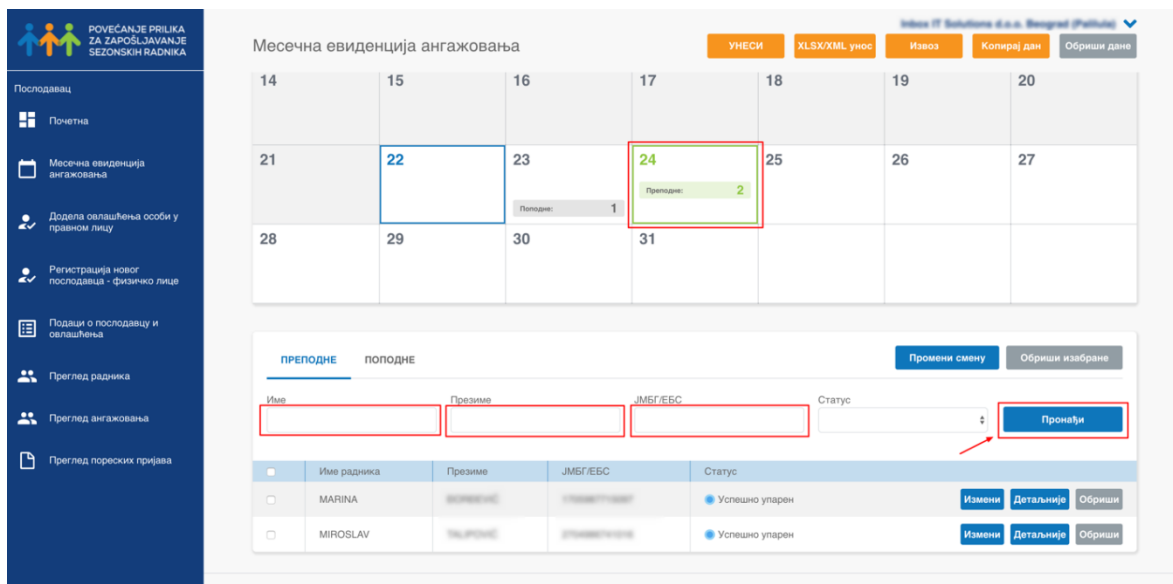 POVEĆANJE PRILIKA
ZA ZAPOŠLJAVANJE
SEZONSKIH RADNIKA
Послодавац
Почетна
Месечна евиденција
ангажовања
Додела овлашћења особи у
правном лицу
Регистрација новог
послодавца - физичко лице
Подаци о послодавцу и
овлашћења
Преглед радника
Преглед ангажовања
Преглед пореских пријава
Inbox IT Solutions d.o.o. Beograd (Palilula)
Месечна евиденција ангажовања
УНЕСИ XLSX/XML унос Извоз Копирај дан Обриши дане
14 15 16 17 18 19 20
21 22 23 24 25 26 27
Поподне: 1 Преподне: 2
28 29 30 31
ПРЕПОДНЕ ПОПОДНЕ Промени смену Обриши изабране
Име Презиме ЈМБГ/ЕБС Статус
Пронађи
Име радника Презиме ЈМБГ/ЕБС Статус
MARINA Успешно упарен Измени Детаљније Обриши
MIROSLAV Успешно упарен Измени Детаљније Обриши